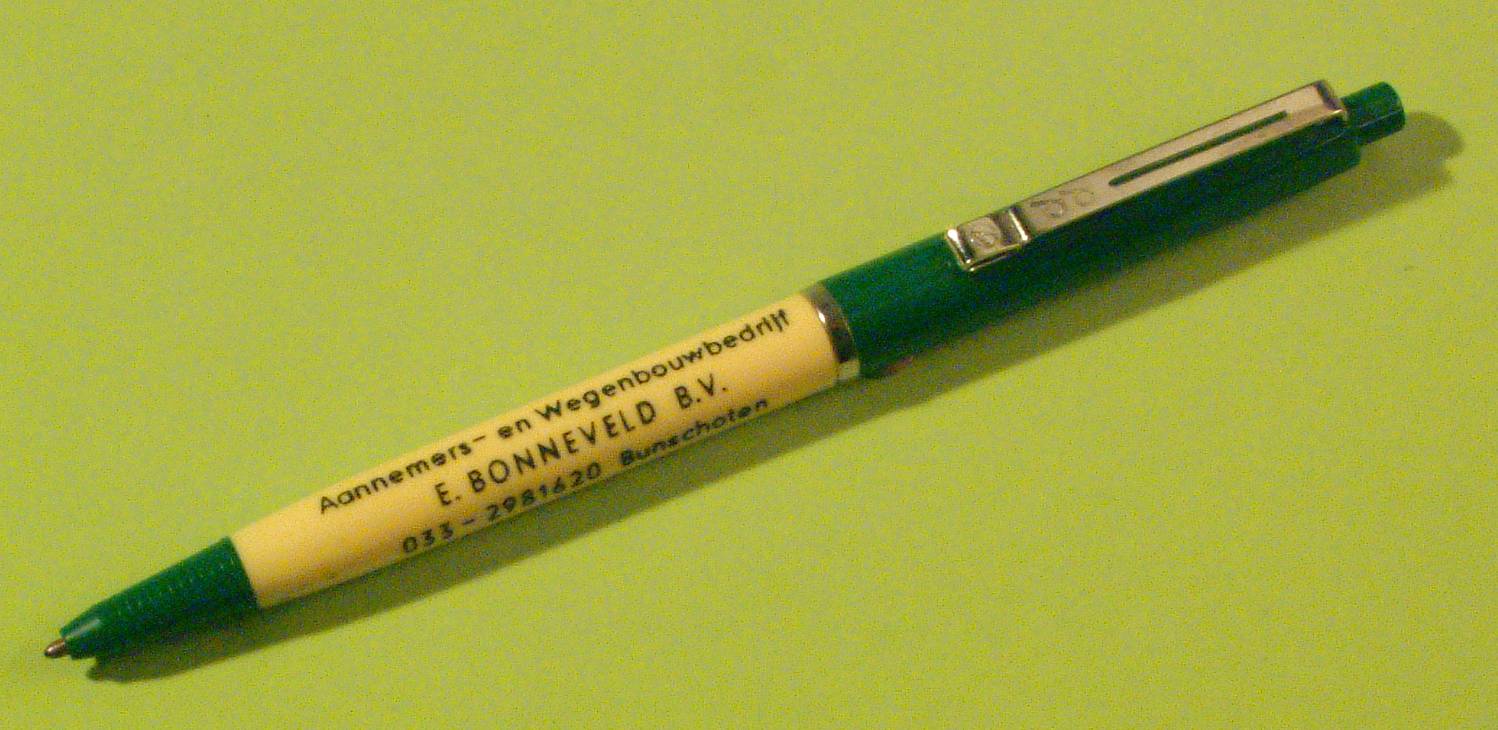 Aannemers- en Wegenbouwbedrijf
E. BONNEVELD B.V.
033-2981620 Bunschoten